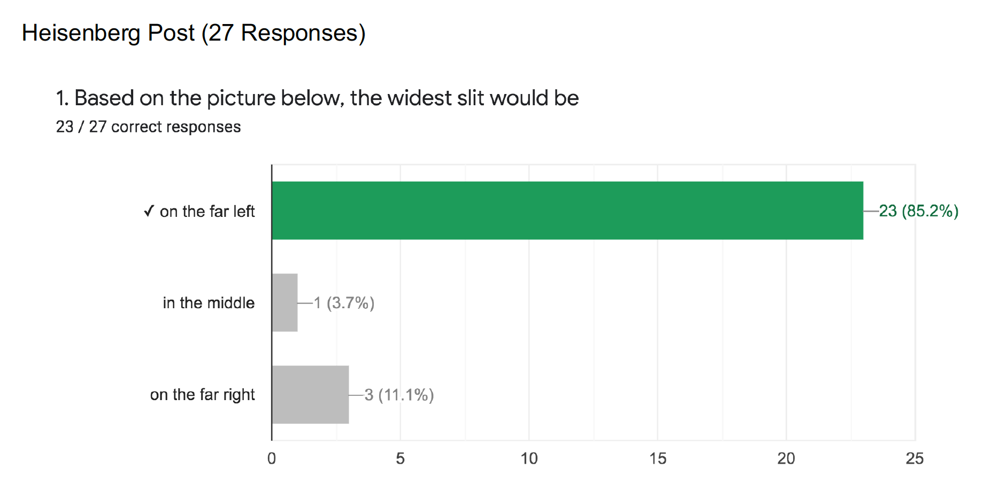 Heisenberg Post (27 Responses)
1. Based on the picture below, the widest slit would be
23 / 27 correct responses
✓ on the far left
23 (85.2%)
in the middle
1 (3.7%)
on the far right
3 (11.1%)
0 5 10 15 20 25